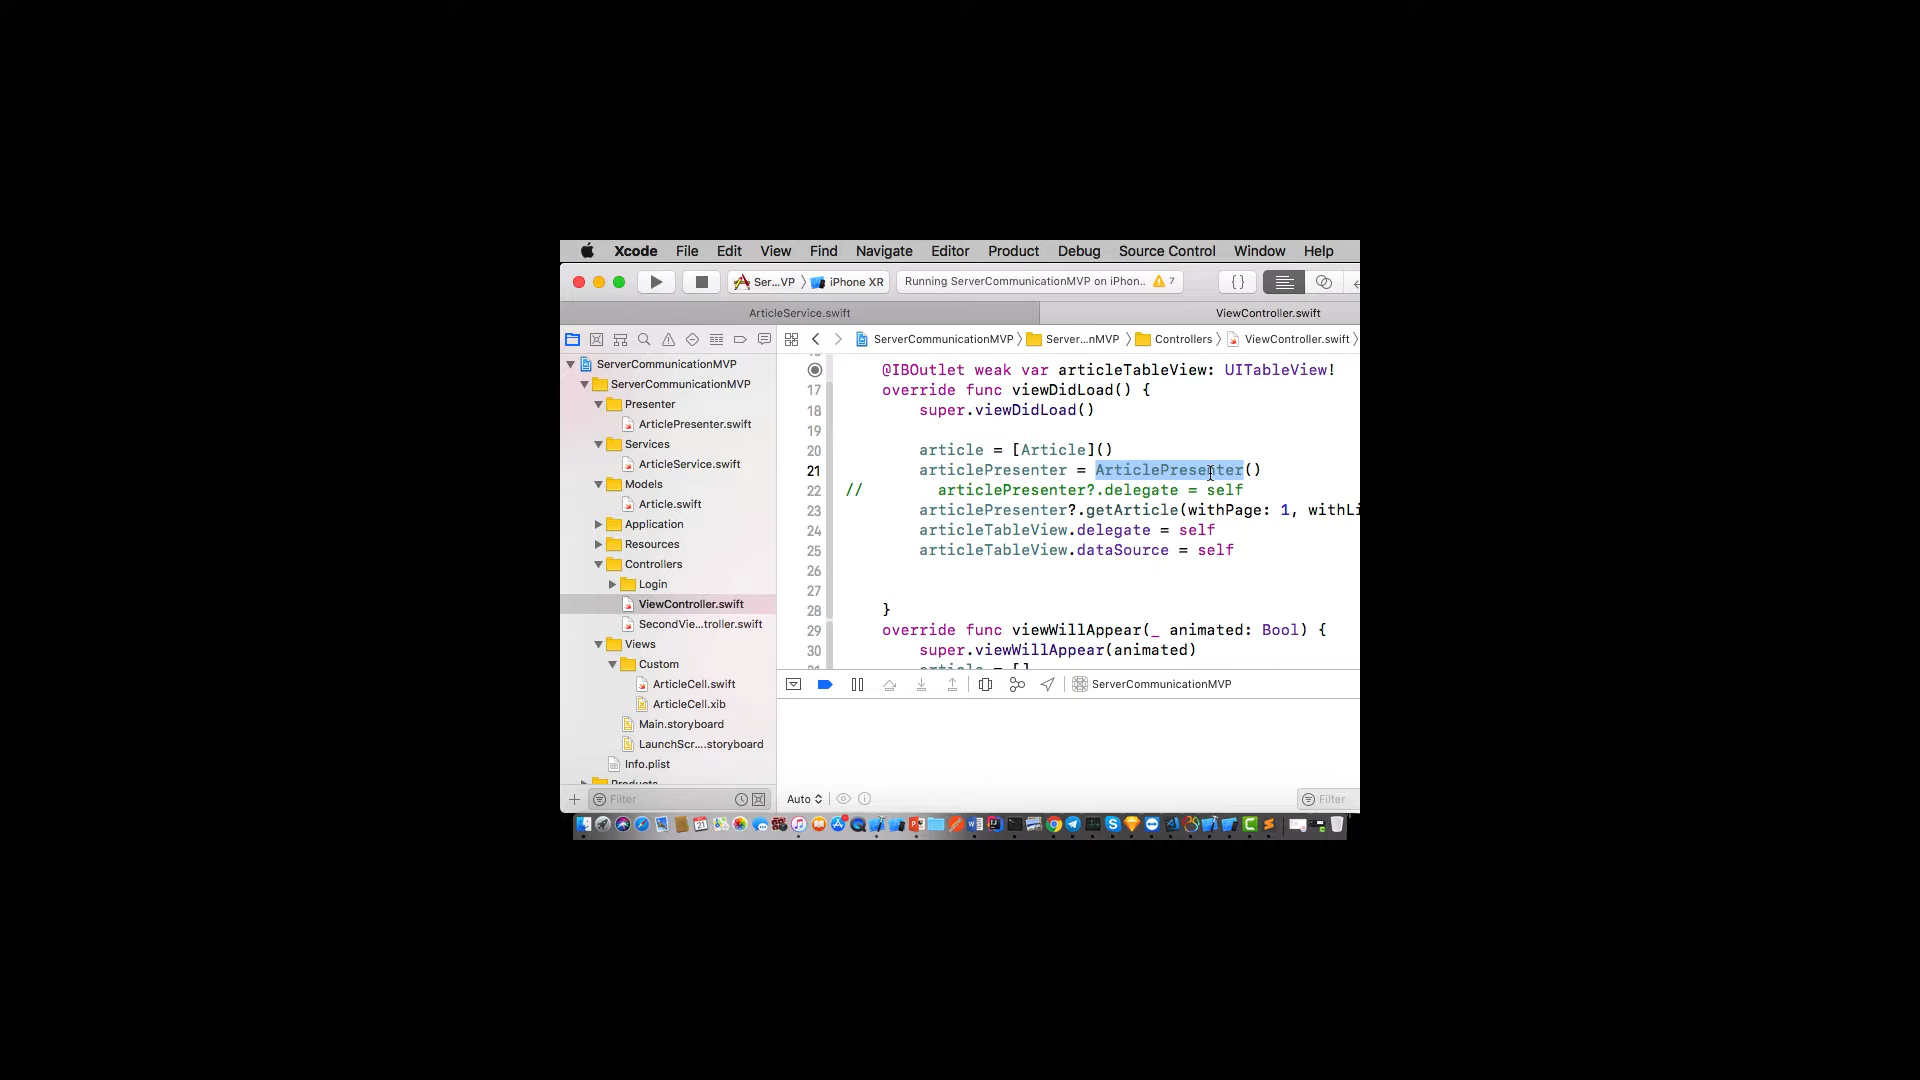 Xcode File Edit View Find Navigate Editor Product Debug Source Control Window Help
Ser...VP iPhone XR Running ServerCommunicationMVP on iPhon.. 7 { }
ArticleService.swift ViewController.swift
ServerCommunicationMVP Server...nMVP Controllers ViewController.swift
ServerCommunicationMVP
ServerCommunicationMVP
Presenter
ArticlePresenter.swift
Services
ArticleService.swift
Models
Article.swift
Application
Resources
Controllers
Login
ViewController.swift
SecondVie...troller.swift
Views
Custom
ArticleCell.swift
ArticleCell.xib
Main.storyboard
LaunchScr....storyboard
Info.plist
Products
Filter
@IBOutlet weak var articleTableView: UITableView!
17 override func viewDidLoad() {
18 super.viewDidLoad()
19
20 article = [Article]()
21 articlePresenter = ArticlePresenter()
22 // articlePresenter?.delegate = self
23 articlePresenter?.getArticle(withPage: 1, withLi
24 articleTableView.delegate = self
25 articleTableView.dataSource = self
26
27
28 }
29 override func viewWillAppear(_ animated: Bool) {
30 super.viewWillAppear(animated)
article = []
ServerCommunicationMVP
Auto Filter
21